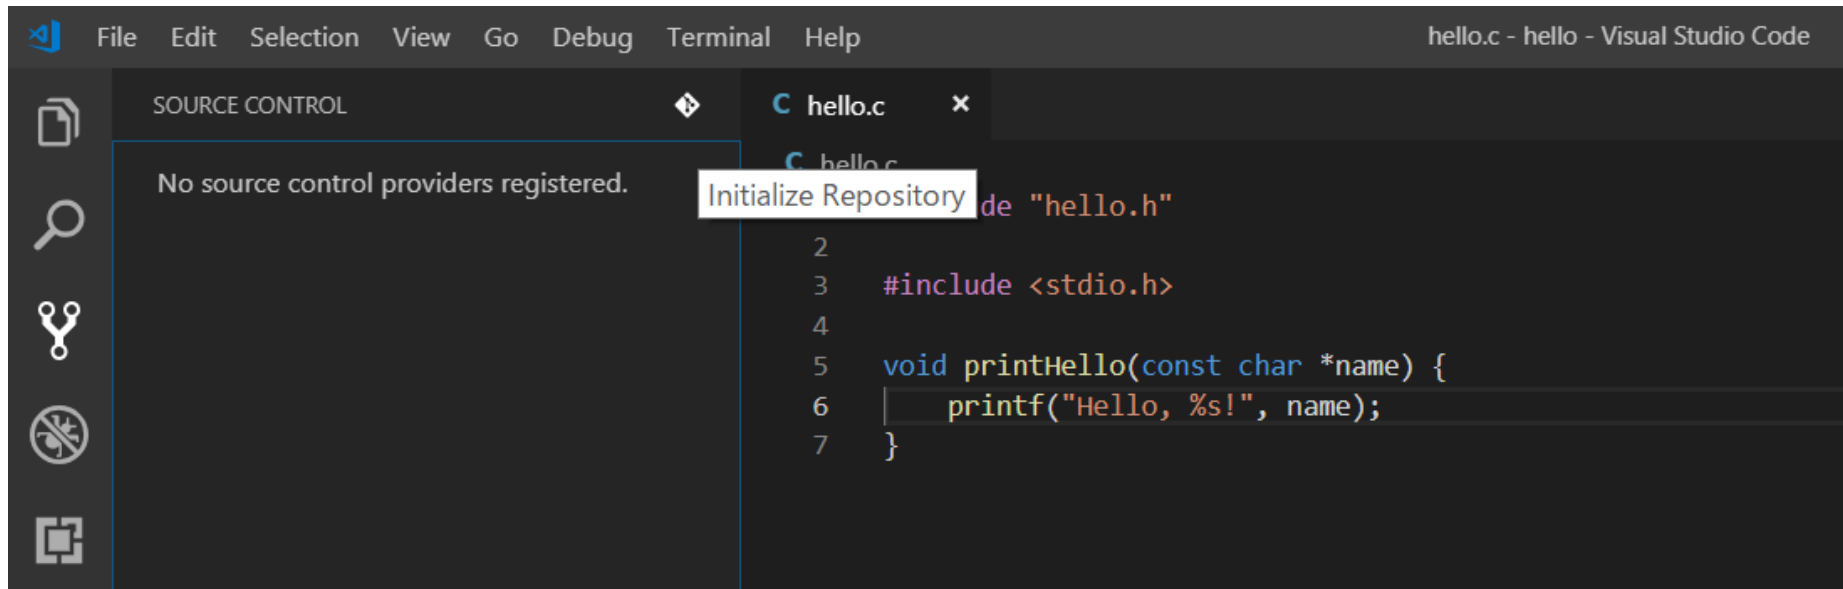 File Edit Selection View Go Debug Terminal Help
hello.c - hello - Visual Studio Code
SOURCE CONTROL
C hello.c ×
No source control providers registered.
C hello.c
Initialize Repository
de "hello.h"
2
3 #include <stdio.h>
4
5 void printHello(const char *name) {
6 printf("Hello, %s!", name);
7 }